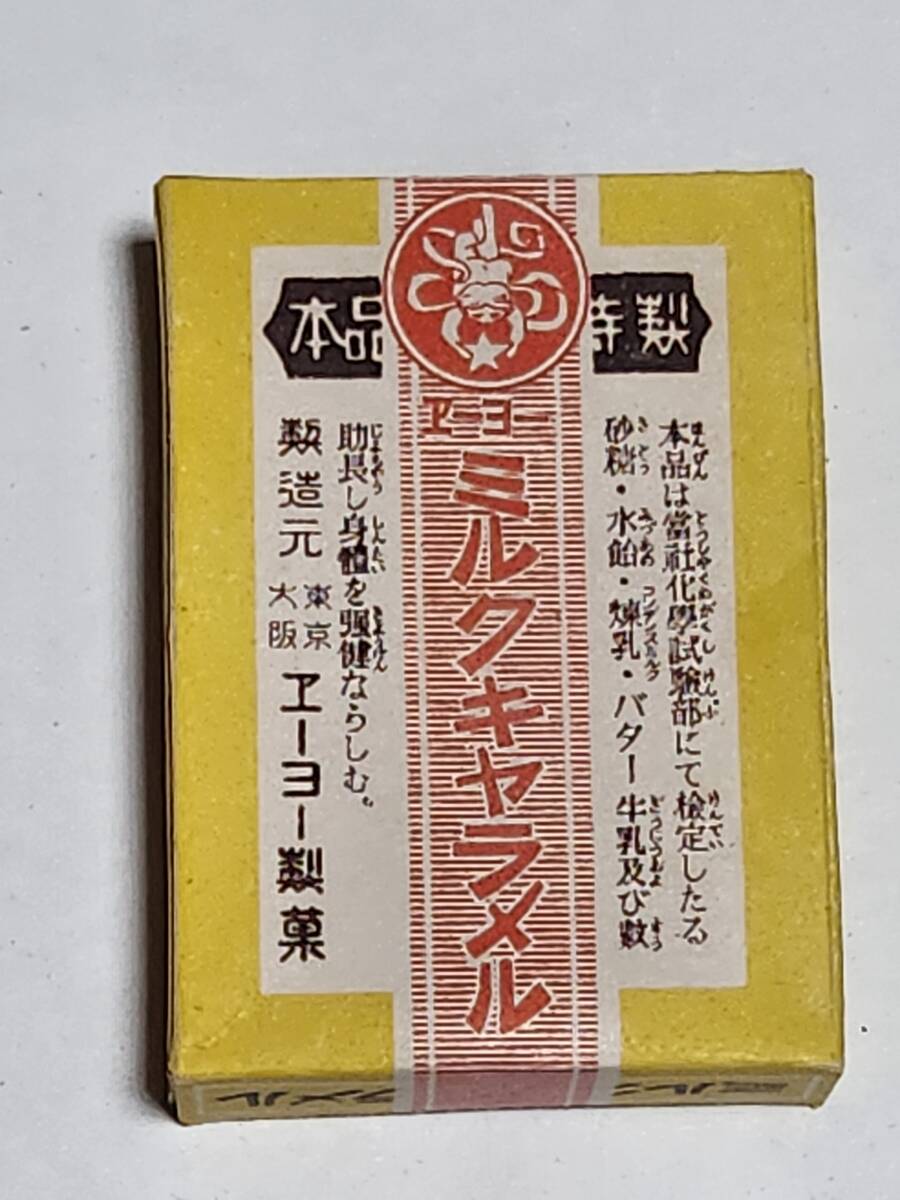 本品 特製
ヱーヨー
ミルクキャラメル
本品は當社化學試驗部にて檢定したる
砂糖・水飴・煉乳・バター牛乳及び數
助長し身體を强健ならしむ。
製造元 東京 大阪 ヱーヨー製菓